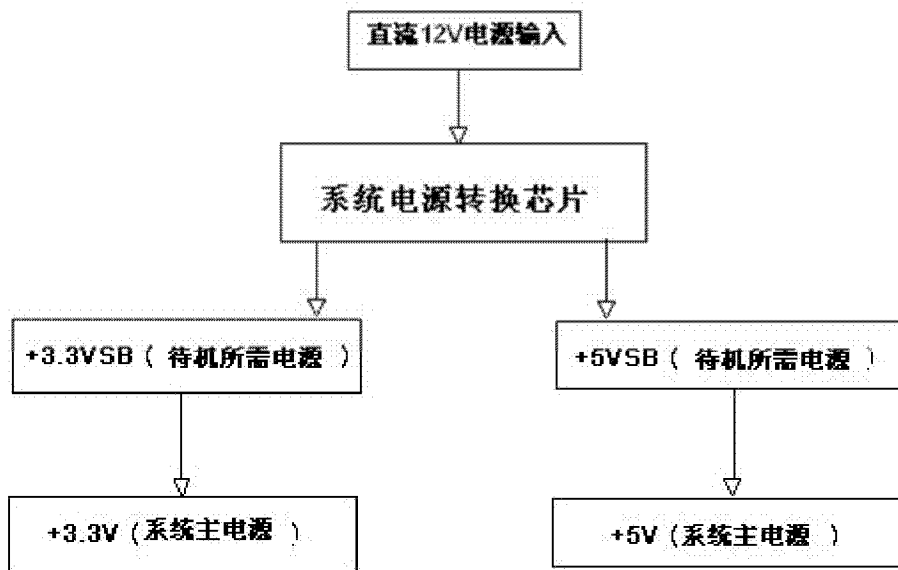 直流12V电源输入
系统电源转换芯片
+3.3VSB（ 待机所需电源 ）
+5VSB（ 待机所需电源 ）
+3.3V（系统主电源 ）
+5V（系统主电源 ）